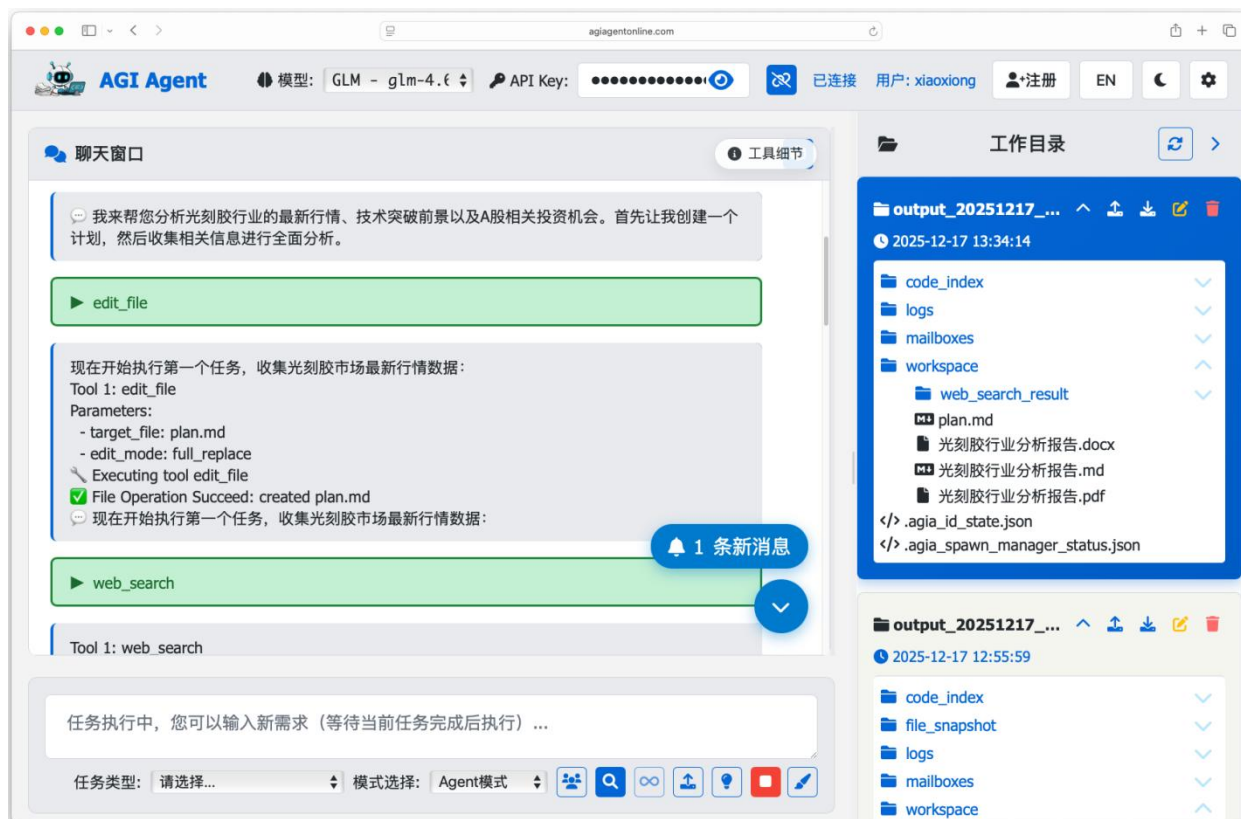 agiagentonline.com
AGI Agent
模型:
GLM - glm-4.6
API Key:
已连接
用户: xiaoxiong
注册
EN
聊天窗口
工具细节
💬 我来帮您分析光刻胶行业的最新行情、技术突破前景以及A股相关投资机会。首先让我创建一个
计划，然后收集相关信息进行全面分析。
▶ edit_file
现在开始执行第一个任务，收集光刻胶市场最新行情数据：
Tool 1: edit_file
Parameters:
- target_file: plan.md
- edit_mode: full_replace
🔧 Executing tool edit_file
✅ File Operation Succeed: created plan.md
💬 现在开始执行第一个任务，收集光刻胶市场最新行情数据：
1 条新消息
▶ web_search
Tool 1: web_search
任务执行中，您可以输入新需求（等待当前任务完成后执行）...
任务类型:
请选择...
模式选择:
Agent模式
工作目录
output_20251217_...
2025-12-17 13:34:14
code_index
logs
mailboxes
workspace
web_search_result
plan.md
光刻胶行业分析报告.docx
光刻胶行业分析报告.md
光刻胶行业分析报告.pdf
</> .agia_id_state.json
</> .agia_spawn_manager_status.json
output_20251217_...
2025-12-17 12:55:59
code_index
file_snapshot
logs
mailboxes
workspace